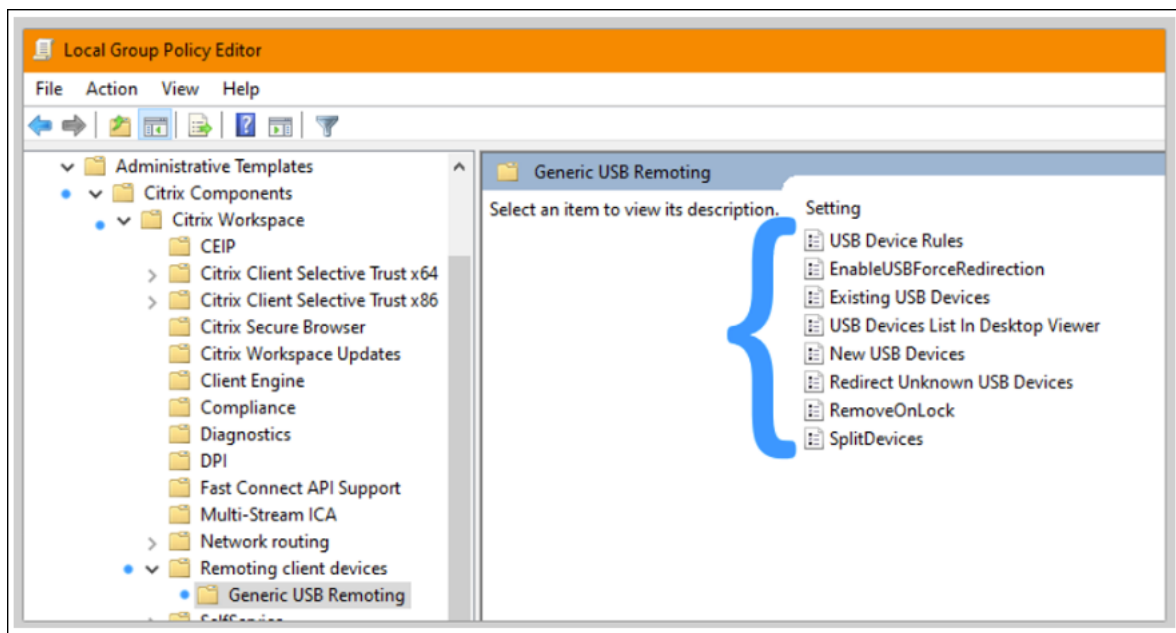 Local Group Policy Editor
File Action View Help
Administrative Templates
Citrix Components
Citrix Workspace
CEIP
Citrix Client Selective Trust x64
Citrix Client Selective Trust x86
Citrix Secure Browser
Citrix Workspace Updates
Client Engine
Compliance
Diagnostics
DPI
Fast Connect API Support
Multi-Stream ICA
Network routing
Remoting client devices
Generic USB Remoting
Generic USB Remoting
Select an item to view its description.
Setting
USB Device Rules
EnableUSBForceRedirection
Existing USB Devices
USB Devices List In Desktop Viewer
New USB Devices
Redirect Unknown USB Devices
RemoveOnLock
SplitDevices